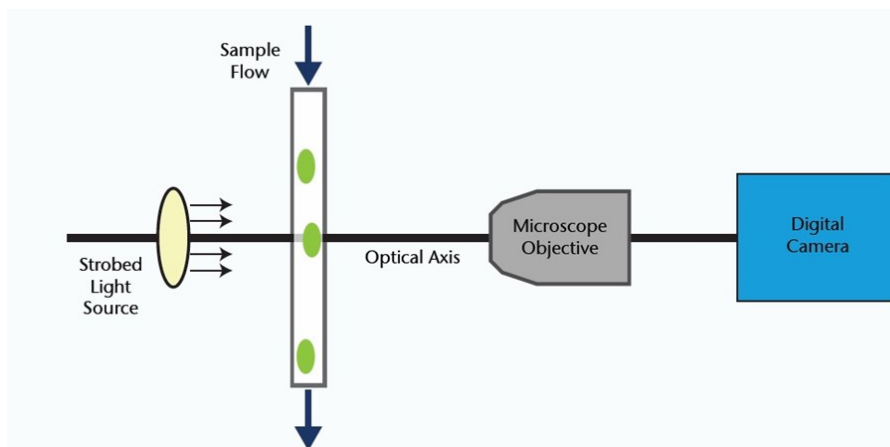 Sample
Flow
Strobed
Light
Source
Optical Axis
Microscope
Objective
Digital
Camera